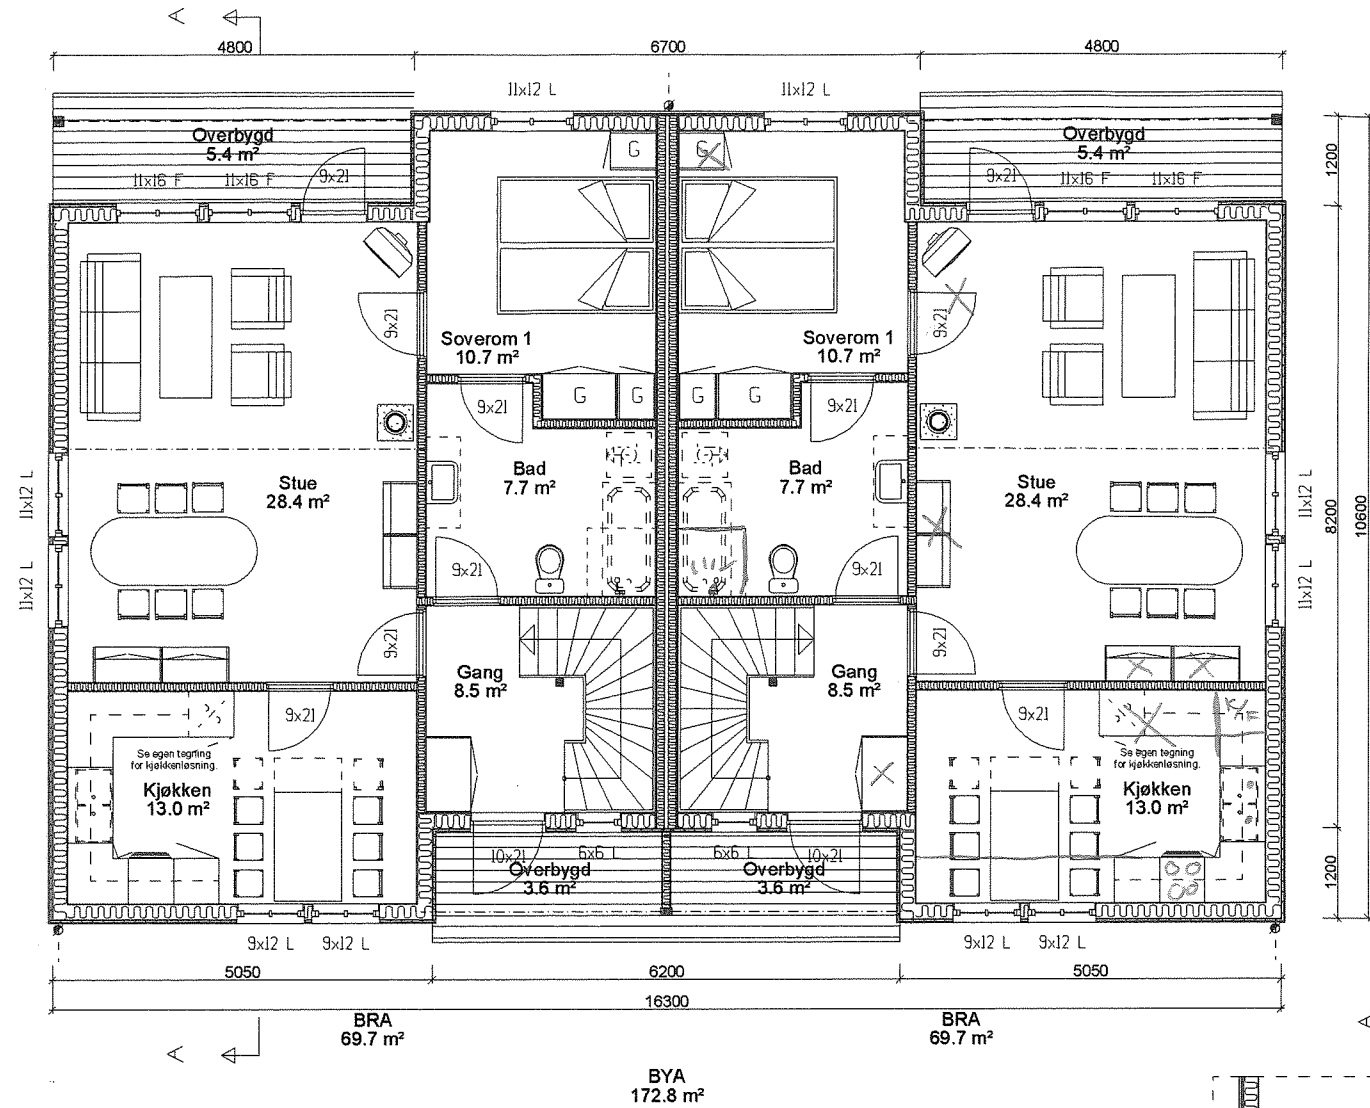 A
4800
6700
4800
11x12 L
11x12 L
Overbygd
5.4 m²
Overbygd
5.4 m²
11x16 F
11x16 F
9x21
9x21
11x16 F
11x16 F
G
G
1200
9x21
9x21
Soverom 1
10.7 m²
Soverom 1
10.7 m²
9x21
G
G
G
G
9x21
Bad
7.7 m²
Bad
7.7 m²
Stue
28.4 m²
Stue
28.4 m²
11x12 L
11x12 L
11x12 L
11x12 L
8200
10600
9x21
9x21
9x21
9x21
Gang
8.5 m²
Gang
8.5 m²
9x21
9x21
K/F
Se egen tegning
for kjøkkenløsning.
Kjøkken
13.0 m²
Se egen tegning
for kjøkkenløsning.
Kjøkken
13.0 m²
10x21
6x6 L
6x6 L
10x21
Overbygd
3.6 m²
Overbygd
3.6 m²
1200
9x12 L
9x12 L
9x12 L
9x12 L
5050
6200
5050
16300
BRA
69.7 m²
BRA
69.7 m²
A
A
BYA
172.8 m²